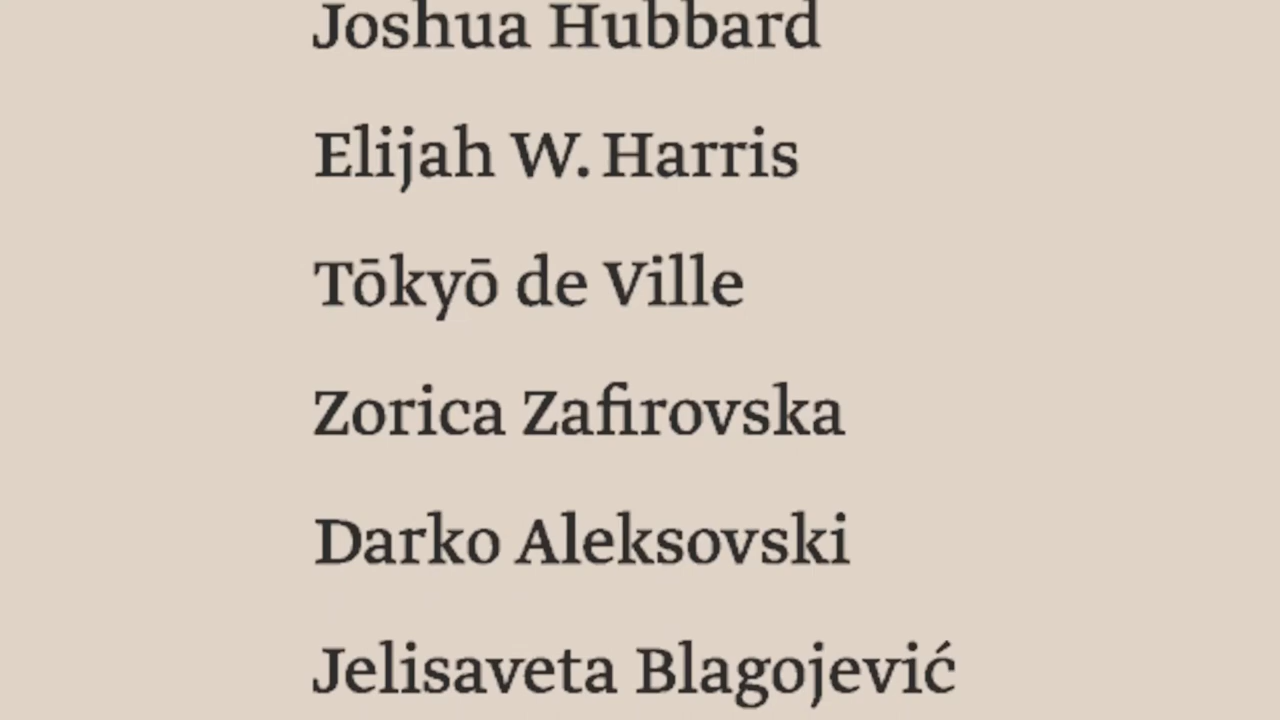 Joshua Hubbard
Elijah W. Harris
Tōkyō de Ville
Zorica Zafirovska
Darko Aleksovski
Jelisaveta Blagojević